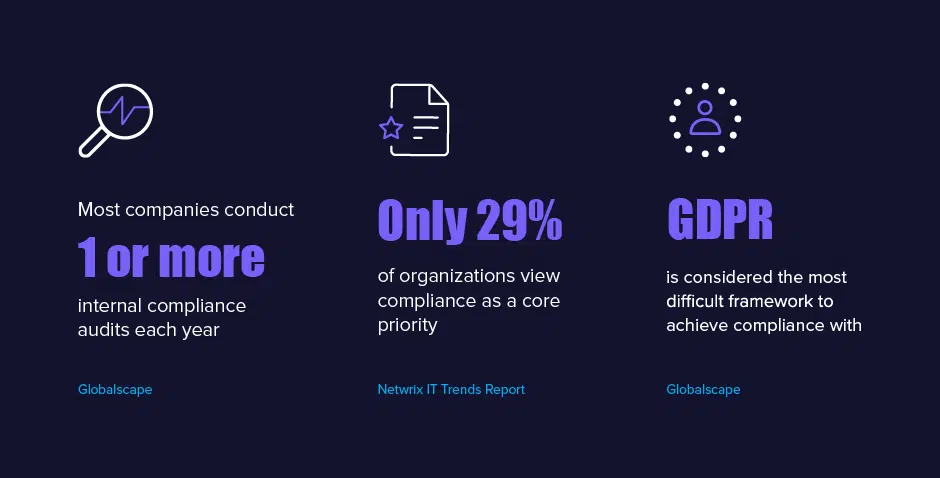 Most companies conduct
1 or more
internal compliance
audits each year
Globalscape
Only 29%
of organizations view
compliance as a core
priority
Netwrix IT Trends Report
GDPR
is considered the most
difficult framework to
achieve compliance with
Globalscape